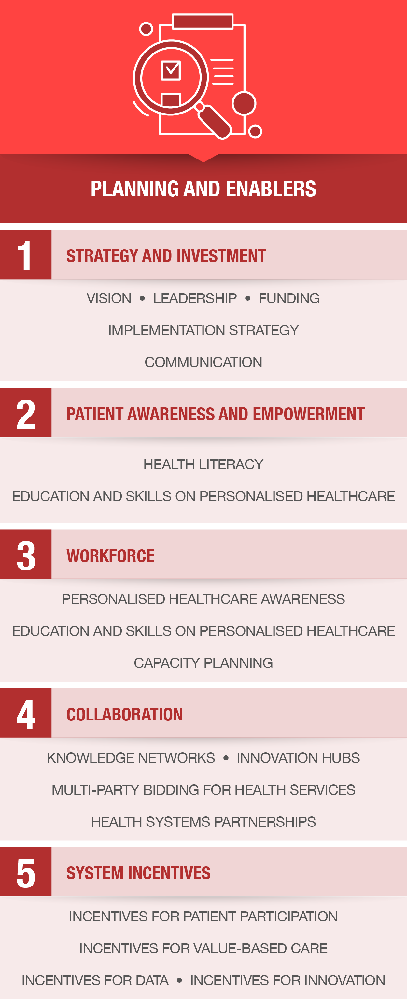 PLANNING AND ENABLERS
1
STRATEGY AND INVESTMENT
VISION • LEADERSHIP • FUNDING
IMPLEMENTATION STRATEGY
COMMUNICATION
2
PATIENT AWARENESS AND EMPOWERMENT
HEALTH LITERACY
EDUCATION AND SKILLS ON PERSONALISED HEALTHCARE
3
WORKFORCE
PERSONALISED HEALTHCARE AWARENESS
EDUCATION AND SKILLS ON PERSONALISED HEALTHCARE
CAPACITY PLANNING
4
COLLABORATION
KNOWLEDGE NETWORKS • INNOVATION HUBS
MULTI-PARTY BIDDING FOR HEALTH SERVICES
HEALTH SYSTEMS PARTNERSHIPS
5
SYSTEM INCENTIVES
INCENTIVES FOR PATIENT PARTICIPATION
INCENTIVES FOR VALUE-BASED CARE
INCENTIVES FOR DATA • INCENTIVES FOR INNOVATION